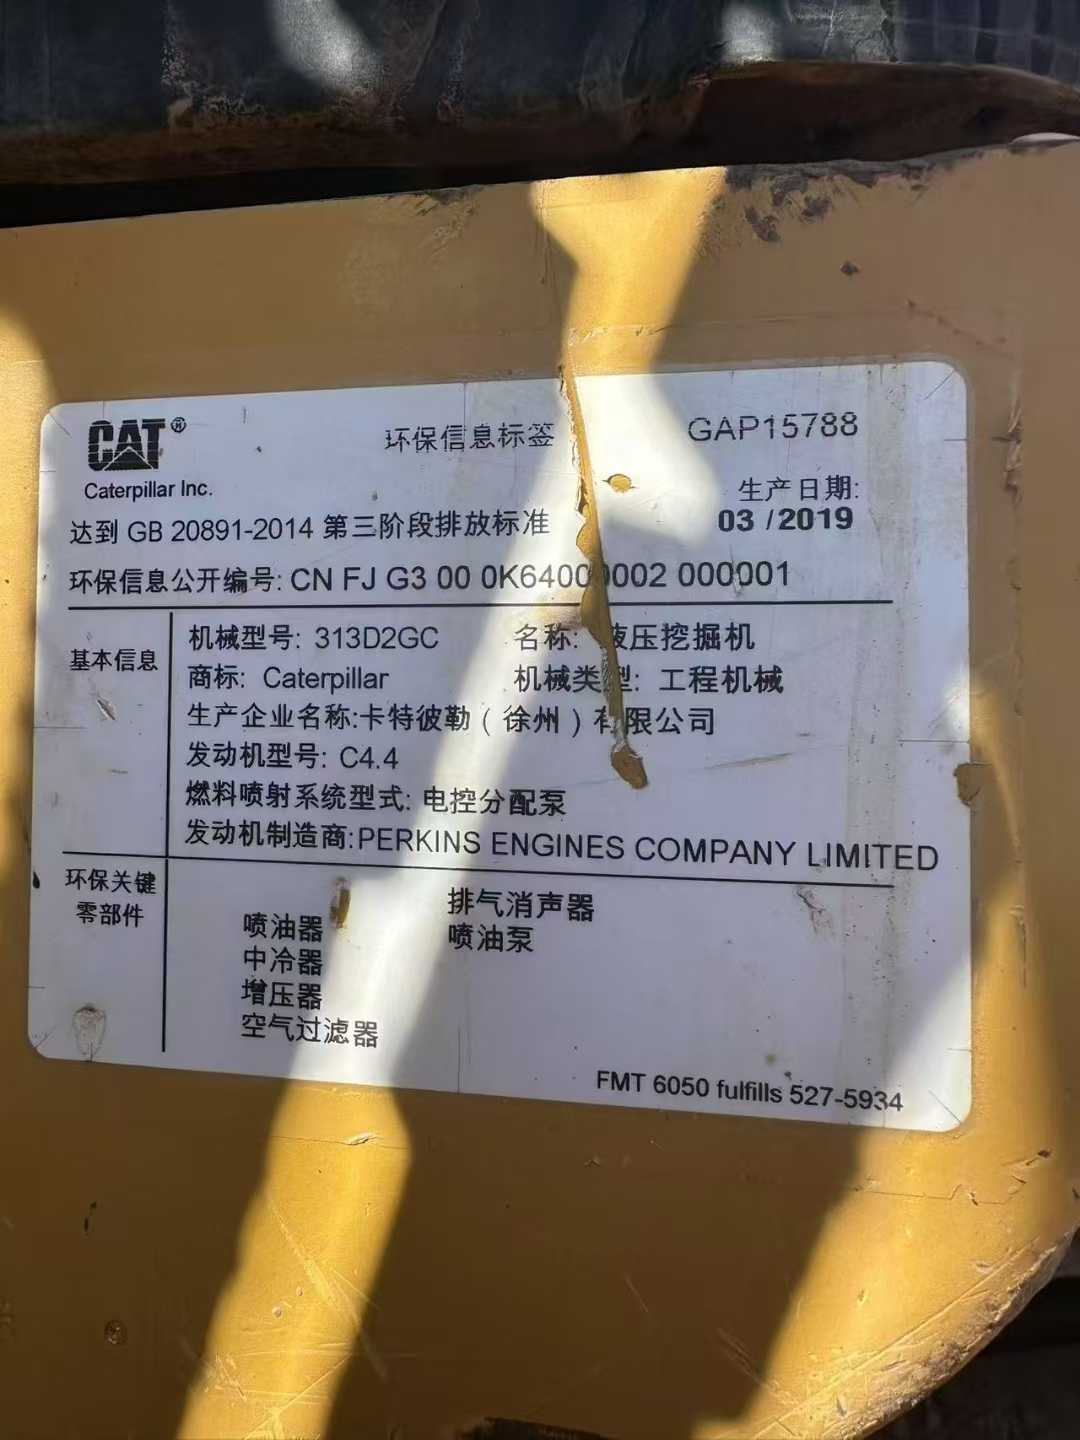 CAT®
环保信息标签
GAP15788
Caterpillar Inc.
生产日期:
达到 GB 20891-2014 第三阶段排放标准
03 /2019
环保信息公开编号: CN FJ G3 00 0K64000002 000001
基本信息
机械型号: 313D2GC 名称: 液压挖掘机
商标: Caterpillar 机械类型: 工程机械
生产企业名称:卡特彼勒（徐州）有限公司
发动机型号: C4.4
燃料喷射系统型式: 电控分配泵
发动机制造商:PERKINS ENGINES COMPANY LIMITED
环保关键
零部件
排气消声器
喷油器
喷油泵
中冷器
增压器
空气过滤器
FMT 6050 fulfills 527-5934